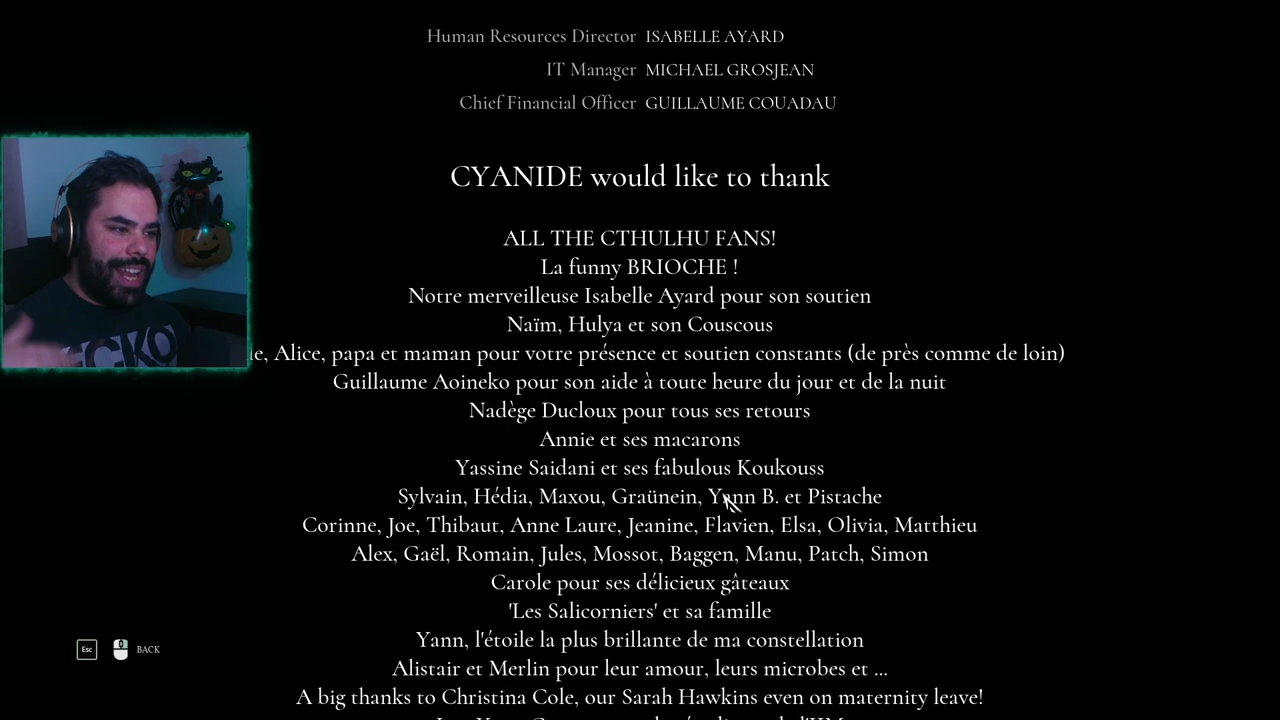 Human Resources Director ISABELLE AYARD
IT Manager MICHAEL GROSJEAN
Chief Financial Officer GUILLAUME COUADAU
CYANIDE would like to thank
ALL THE CTHULHU FANS!
La funny BRIOCHE !
Notre merveilleuse Isabelle Ayard pour son soutien
Naïm, Hulya et son Couscous
Alice, papa et maman pour votre présence et soutien constants (de près comme de loin)
Guillaume Aoineko pour son aide à toute heure du jour et de la nuit
Nadège Ducloux pour tous ses retours
Annie et ses macarons
Yassine Saidani et ses fabulous Koukouss
Sylvain, Hédia, Maxou, Graünein, Yann B. et Pistache
Corinne, Joe, Thibaut, Anne Laure, Jeanine, Flavien, Elsa, Olivia, Matthieu
Alex, Gaël, Romain, Jules, Mossot, Baggen, Manu, Patch, Simon
Carole pour ses délicieux gâteaux
'Les Salicorniers' et sa famille
Yann, l'étoile la plus brillante de ma constellation
Esc BACK
Alistair et Merlin pour leur amour, leurs microbes et ...
A big thanks to Christina Cole, our Sarah Hawkins even on maternity leave!